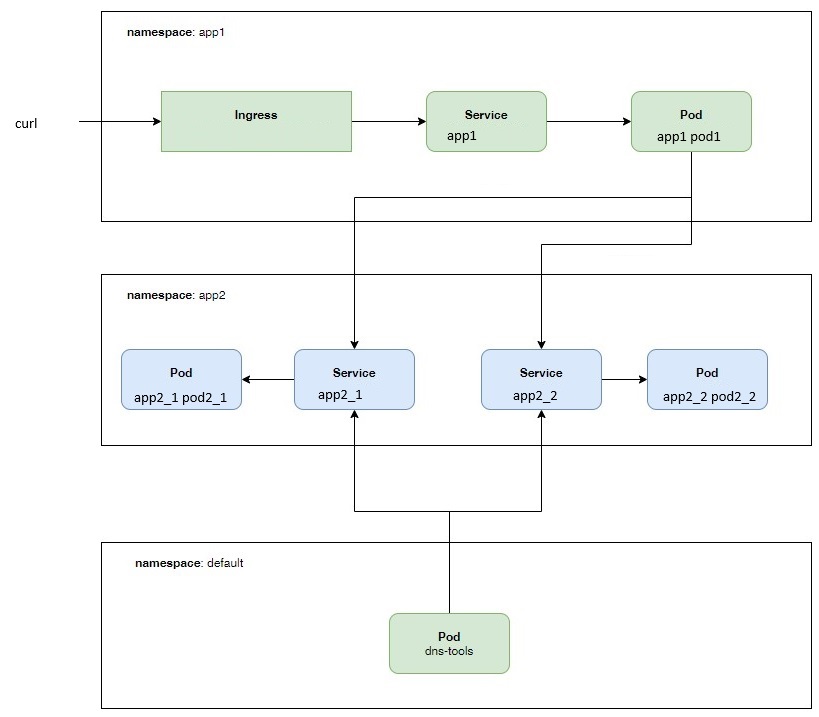 namespace: app1
curl
Ingress
Service
app1
Pod
app1 pod1
namespace: app2
Pod
app2_1 pod2_1
Service
app2_1
Service
app2_2
Pod
app2_2 pod2_2
namespace: default
Pod
dns-tools